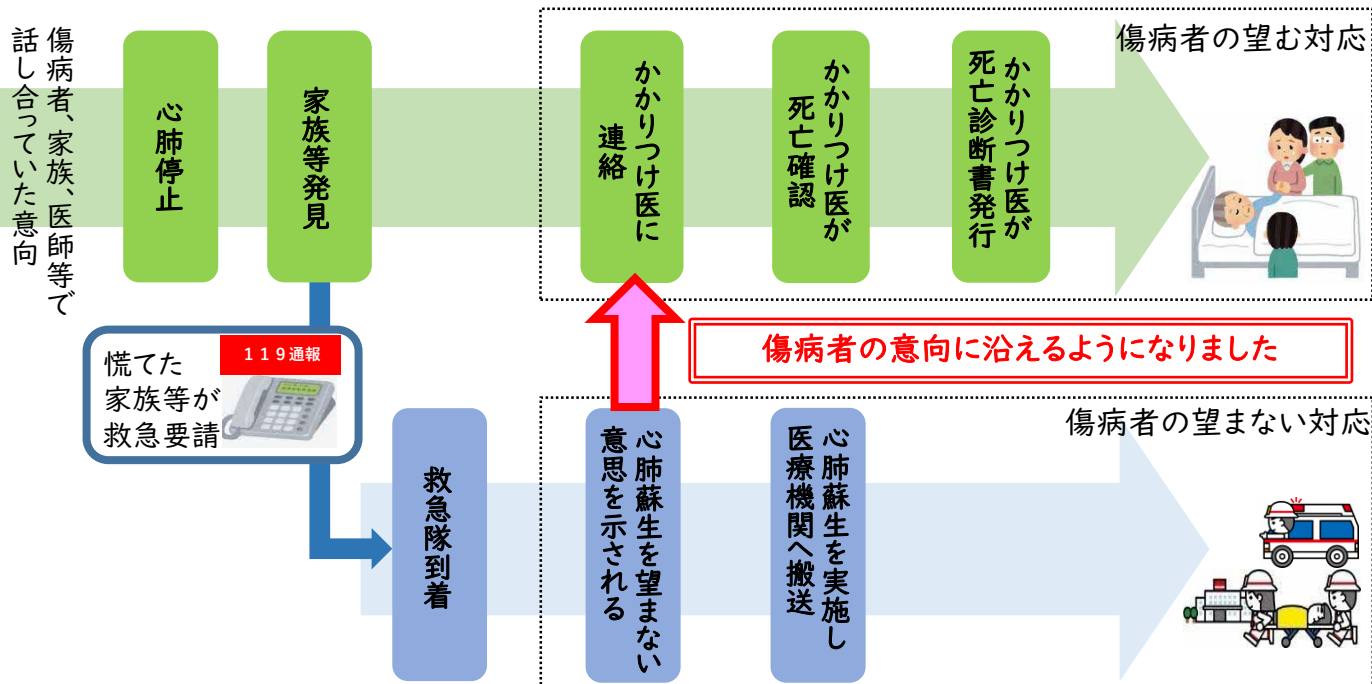 傷病者、家族、医師等で
話し合っていた意向
心肺停止
家族等発見
かかりつけ医に
連絡
かかりつけ医が
死亡確認
かかりつけ医が
死亡診断書発行
傷病者の望む対応
慌てた
家族等が
救急要請
119通報
傷病者の意向に沿えるようになりました
救急隊到着
心肺蘇生を望まない
意思を示される
心肺蘇生を実施し
医療機関へ搬送
傷病者の望まない対応